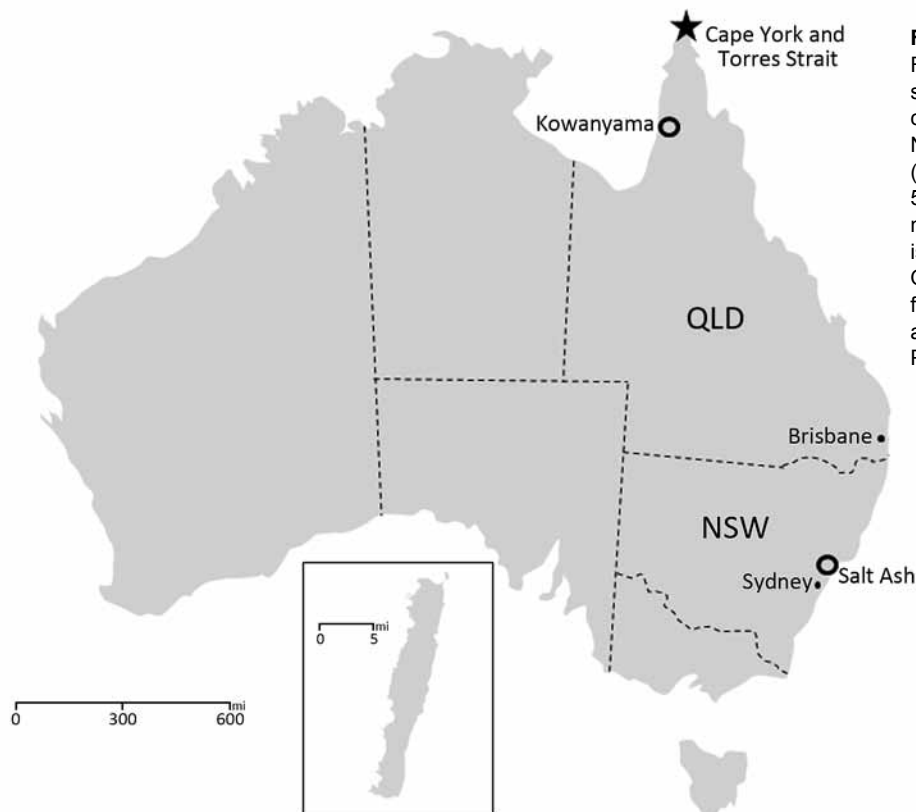 Cape York and
Torres Strait
Kowanyama
QLD
Brisbane
NSW
Salt Ash
Sydney
mi
0 5
mi
0 300 600